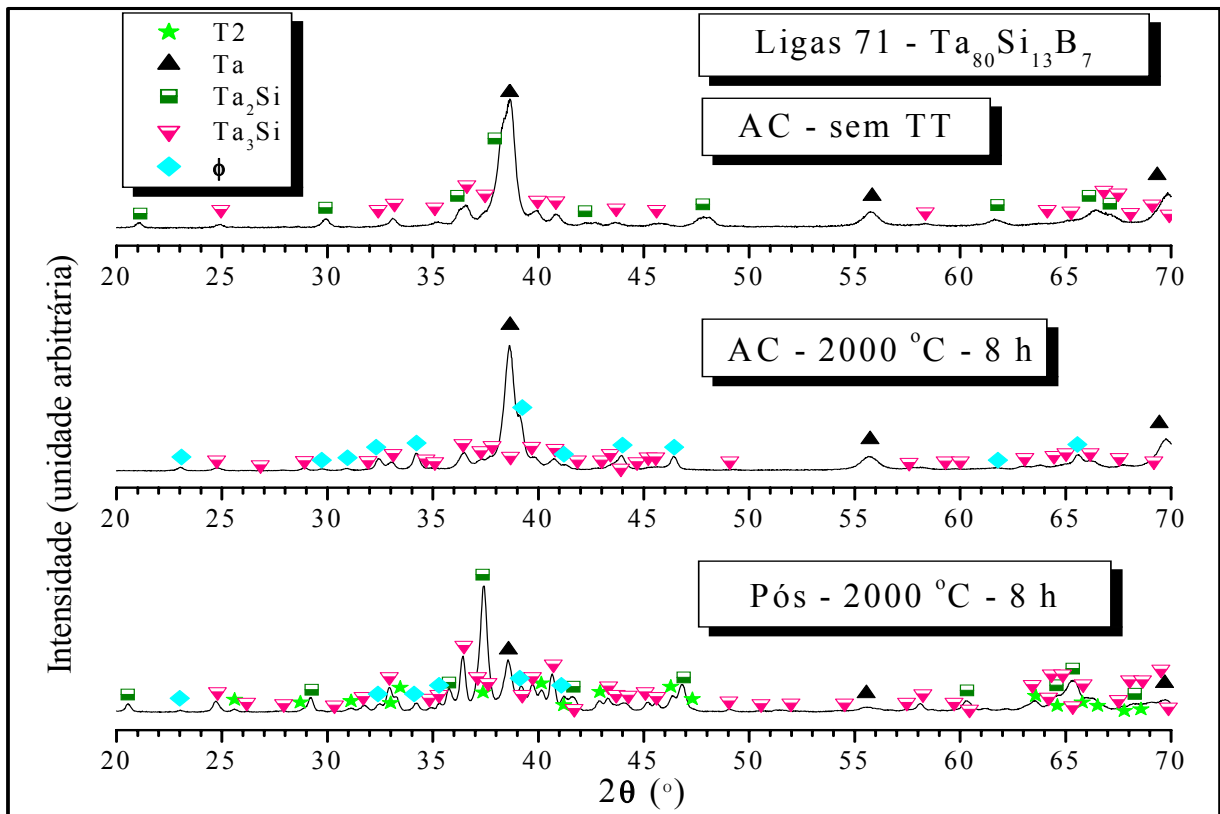 T2
Ta
Ta₂Si
Ta₃Si
ϕ
Ligas 71 - Ta₈₀Si₁₃B₇
AC - sem TT
20 25 30 35 40 45 50 55 60 65 70
AC - 2000 °C - 8 h
20 25 30 35 40 45 50 55 60 65 70
Pós - 2000 °C - 8 h
20 25 30 35 40 45 50 55 60 65 70
2θ (°)
Intensidade (unidade arbitrária)